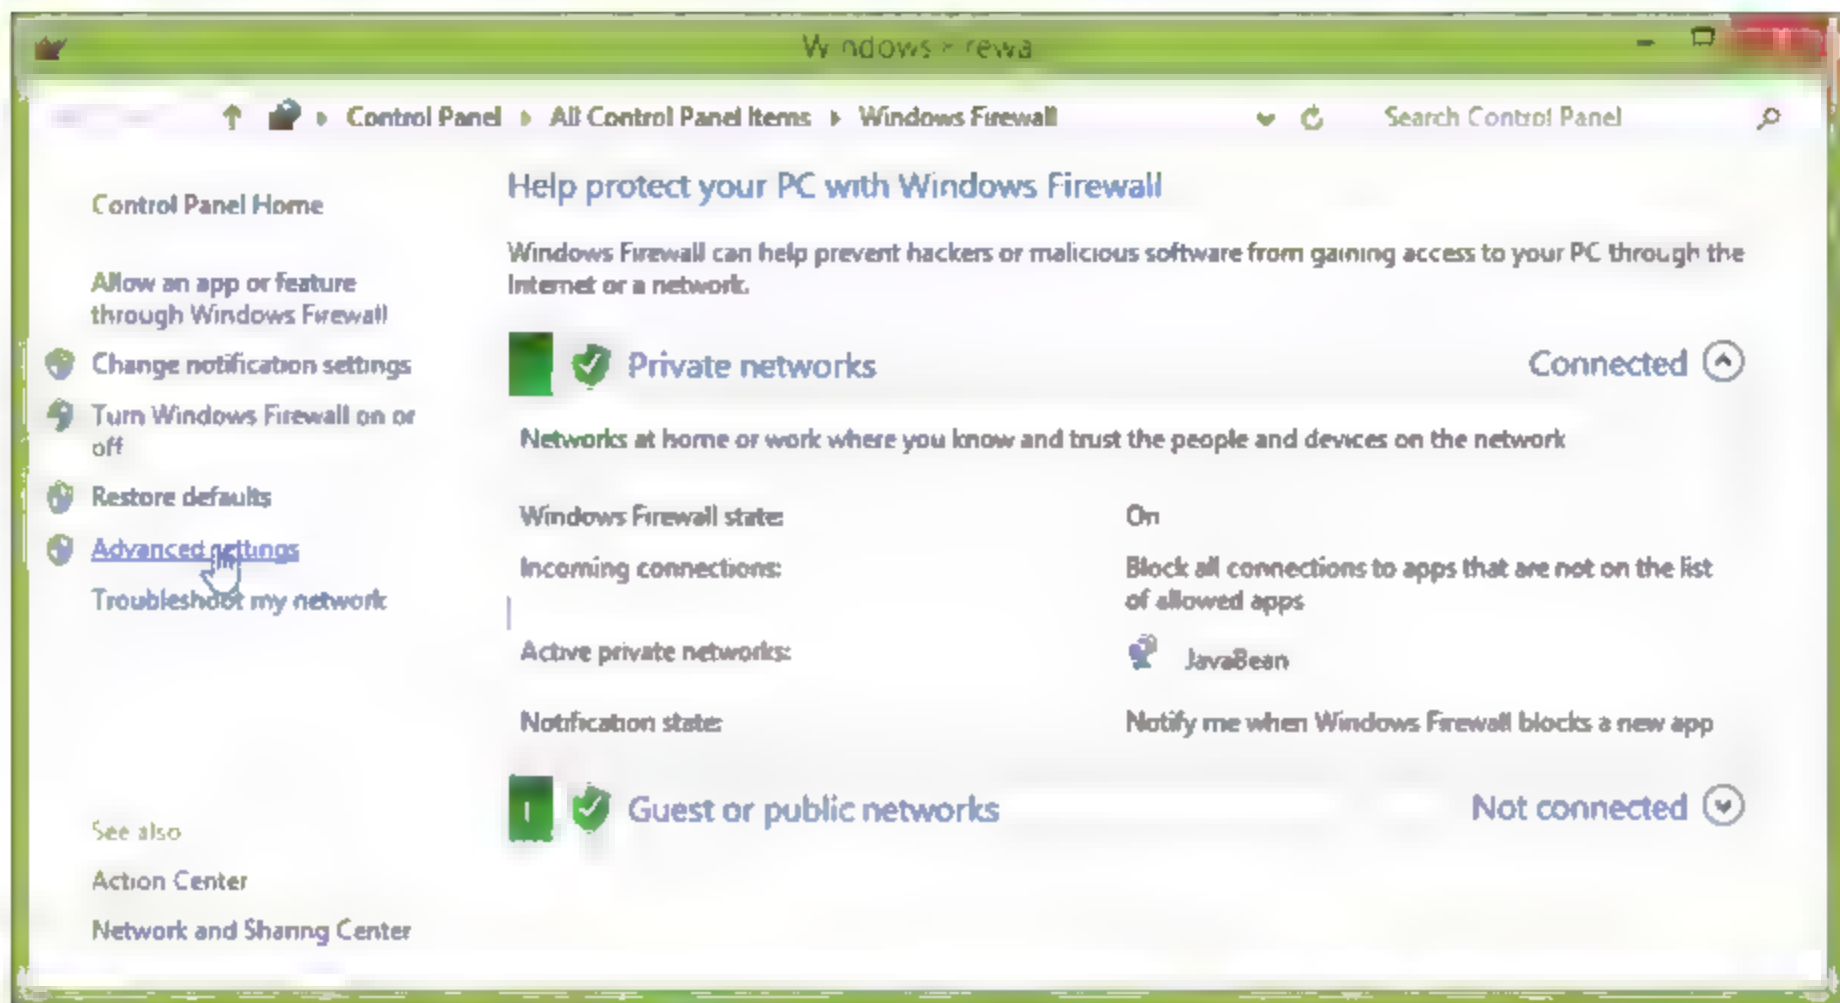 Control Panel
All Control Panel Items
Windows Firewall
Search Control Panel
Control Panel Home
Allow an app or feature
through Windows Firewall
Change notification settings
Turn Windows Firewall on or
off
Restore defaults
Advanced settings
Troubleshoot my network
See also
Action Center
Network and Sharing Center
Help protect your PC with Windows Firewall
Windows Firewall can help prevent hackers or malicious software from gaining access to your PC through the
Internet or a network.
Private networks
Connected
Networks at home or work where you know and trust the people and devices on the network
Windows Firewall state:
On
Incoming connections:
Block all connections to apps that are not on the list
of allowed apps
Active private networks:
JavaBean
Notification state:
Notify me when Windows Firewall blocks a new app
Guest or public networks
Not connected